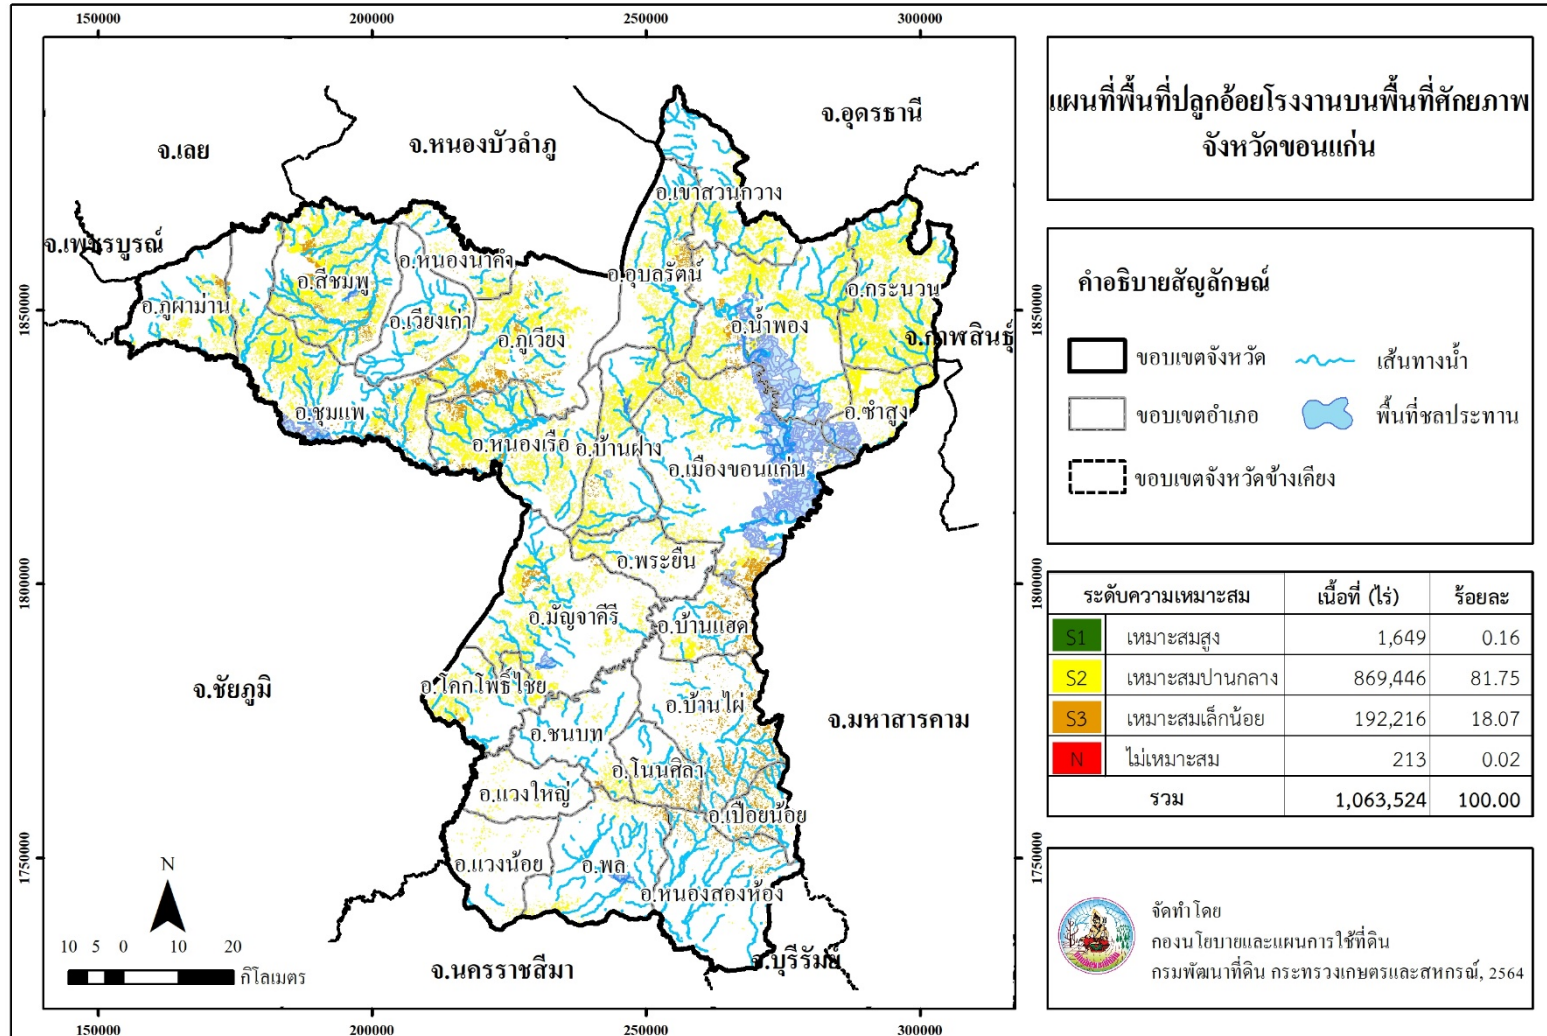 150000 200000 250000 300000
แผนที่พื้นที่ปลูกอ้อยโรงงานบนพื้นที่ศักยภาพ
จังหวัดขอนแก่น
จ.อุดรธานี
จ.หนองบัวลำภู
จ.เลย
อ.เขาสวนกวาง
จ.เพชรบูรณ์
อ.หนองนาคำ
อ.อุบลรัตน์
อ.สีชมพู
อ.กระนวน
อ.ภูผาม่าน
อ.เวียงเก่า
อ.น้ำพอง
อ.ภูเวียง
จ.กาฬสินธุ์
อ.ชุมแพ
อ.ซำสูง
อ.หนองเรือ
อ.บ้านฝาง
อ.เมืองขอนแก่น
อ.พระยืน
อ.มัญจาคีรี
อ.บ้านแฮด
จ.ชัยภูมิ
อ.โคกโพธิ์ไชย
อ.บ้านไผ่
จ.มหาสารคาม
อ.ชนบท
อ.โนนศิลา
อ.แวงใหญ่
อ.เปือยน้อย
อ.แวงน้อย
อ.พล
อ.หนองสองห้อง
จ.นครราชสีมา
จ.บุรีรัมย์
1850000
1800000
1750000
1850000
1800000
1750000
N
10 5 0 10 20
กิโลเมตร
150000 200000 250000 300000
คำอธิบายสัญลักษณ์
ขอบเขตจังหวัด เส้นทางน้ำ
ขอบเขตอำเภอ พื้นที่ชลประทาน
ขอบเขตจังหวัดข้างเคียง
ระดับความเหมาะสม เนื้อที่ (ไร่) ร้อยละ
S1 เหมาะสมสูง 1,649 0.16
S2 เหมาะสมปานกลาง 869,446 81.75
S3 เหมาะสมเล็กน้อย 192,216 18.07
N ไม่เหมาะสม 213 0.02
รวม 1,063,524 100.00
จัดทำโดย
กองนโยบายและแผนการใช้ที่ดิน
กรมพัฒนาที่ดิน กระทรวงเกษตรและสหกรณ์, 2564